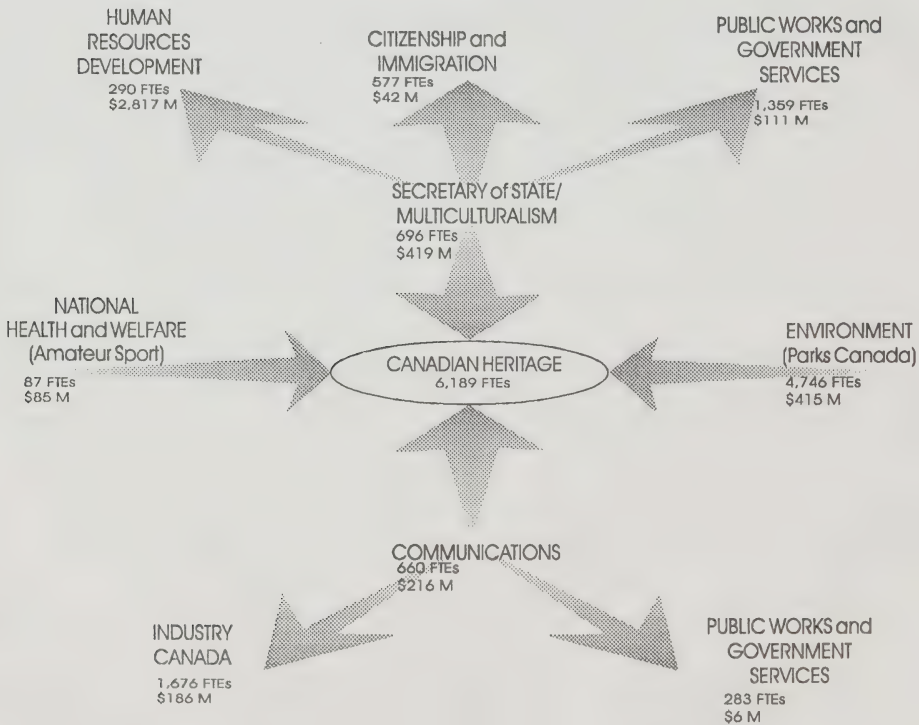 HUMAN
RESOURCES
DEVELOPMENT
290 FTEs
$2,817 M
CITIZENSHIP and
IMMIGRATION
577 FTEs
$42 M
PUBLIC WORKS and
GOVERNMENT
SERVICES
1,359 FTEs
$111 M
SECRETARY of STATE/
MULTICULTURALISM
696 FTEs
$419 M
NATIONAL
HEALTH and WELFARE
(Amateur Sport)
87 FTEs
$85 M
CANADIAN HERITAGE
6,189 FTEs
ENVIRONMENT
(Parks Canada)
4,746 FTEs
$415 M
COMMUNICATIONS
660 FTEs
$216 M
INDUSTRY
CANADA
1,676 FTEs
$186 M
PUBLIC WORKS and
GOVERNMENT
SERVICES
283 FTEs
$6 M